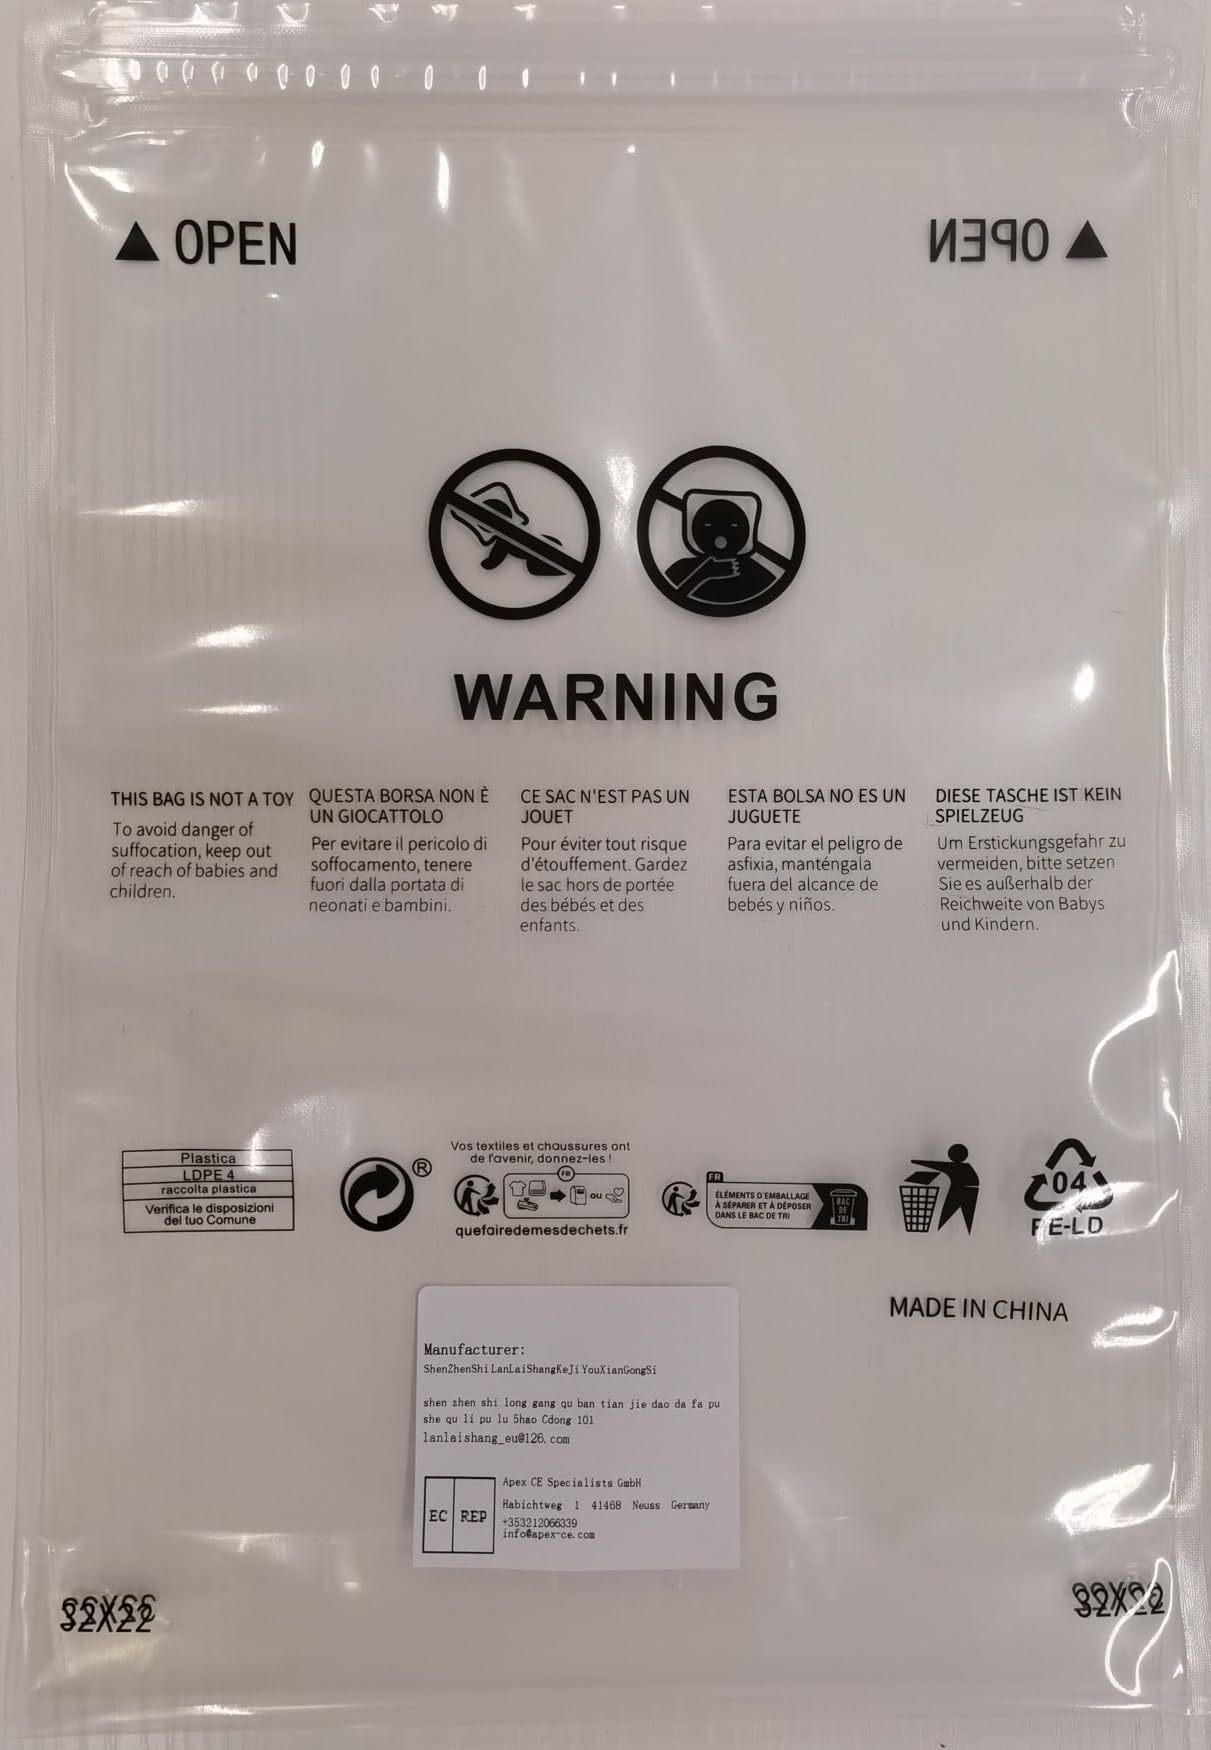 ▲ OPEN
OPEN ▲
WARNING
THIS BAG IS NOT A TOY
To avoid danger of
suffocation, keep out
of reach of babies and
children.
QUESTA BORSA NON È
UN GIOCATTOLO
Per evitare il pericolo di
soffocamento, tenere
fuori dalla portata di
neonati e bambini.
CE SAC N'EST PAS UN
JOUET
Pour éviter tout risque
d'étouffement. Gardez
le sac hors de portée
des bébés et des
enfants.
ESTA BOLSA NO ES UN
JUGUETE
Para evitar el peligro de
asfixia, manténgala
fuera del alcance de
bebés y niños.
DIESE TASCHE IST KEIN
SPIELZEUG
Um Erstickungsgefahr zu
vermeiden, bitte setzen
Sie es außerhalb der
Reichweite von Babys
und Kindern.
Plastica
LDPE 4
raccolta plastica
Verifica le disposizioni
del tuo Comune
®
Vos textiles et chaussures ont
de l'avenir, donnez-les !
FR
ou
quefairedemesdechets.fr
FR
ÉLÉMENTS D'EMBALLAGE
À SÉPARER ET À DÉPOSER
DANS LE BAC DE TRI
BAC
DE
TRI
04
PE-LD
MADE IN CHINA
Manufacturer:
ShenZhenShi LanLaiShangKeJi YouXianGongSi
shen zhen shi long gang qu ban tian jie dao da fa pu
she qu li pu lu 5hao Cdong 101
lanlaishang_eu@126.com
EC REP
Apex CE Specialists GmbH
Habichtweg 1 41468 Neuss Germany
+353212066339
info@apex-ce.com
32X22
32X22